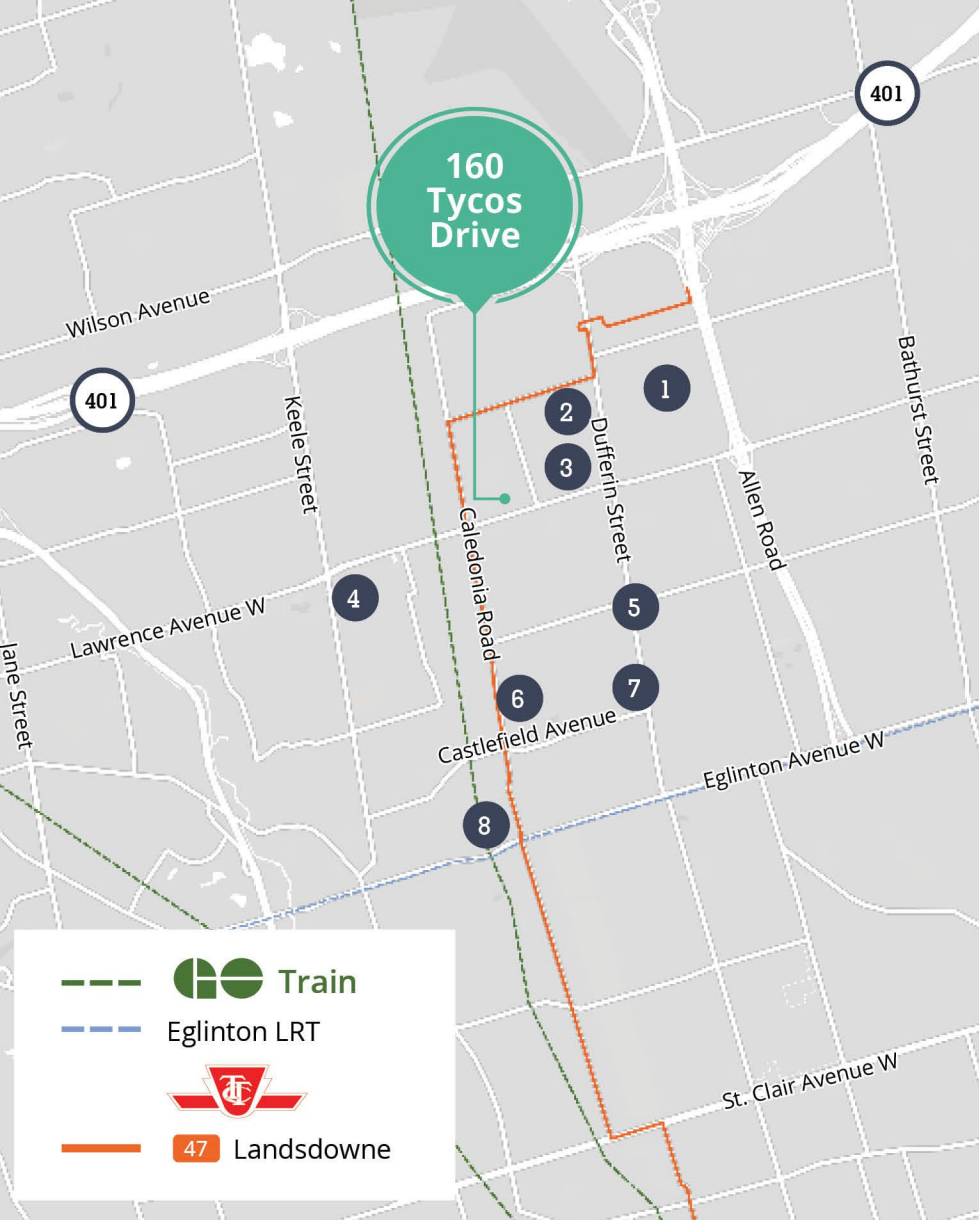 401
160
Tycos
Drive
Wilson Avenue
401
Keele Street
Bathurst Street
1
2
Dufferin Street
3
Allen Road
Caledonia Road
4
Lawrence Avenue W
5
Jane Street
6
7
Castlefield Avenue
Eglinton Avenue W
8
GO Train
Eglinton LRT
TTC
47 Landsdowne
St. Clair Avenue W